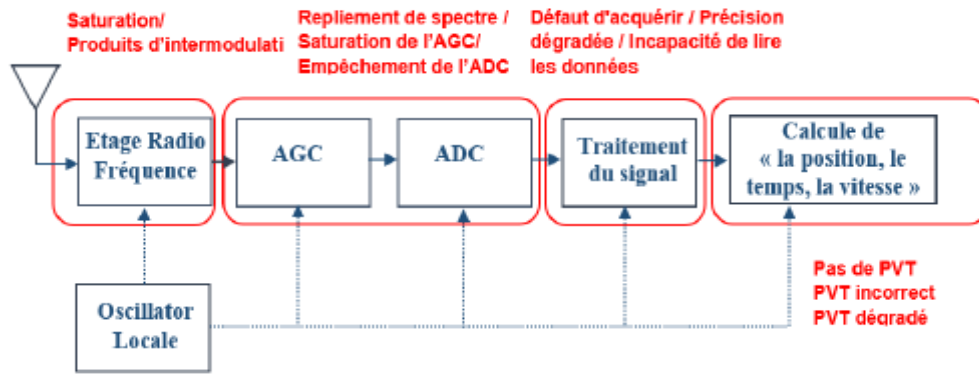 Saturation/
Produits d'intermodulati
Repliement de spectre /
Saturation de l'AGC/
Empêchement de l'ADC
Défaut d'acquérir / Précision
dégradée / Incapacité de lire
les données
Etage Radio
Fréquence
AGC
ADC
Traitement
du signal
Calcule de
« la position, le
temps, la vitesse »
Pas de PVT
PVT incorrect
PVT dégradé
Oscillator
Locale